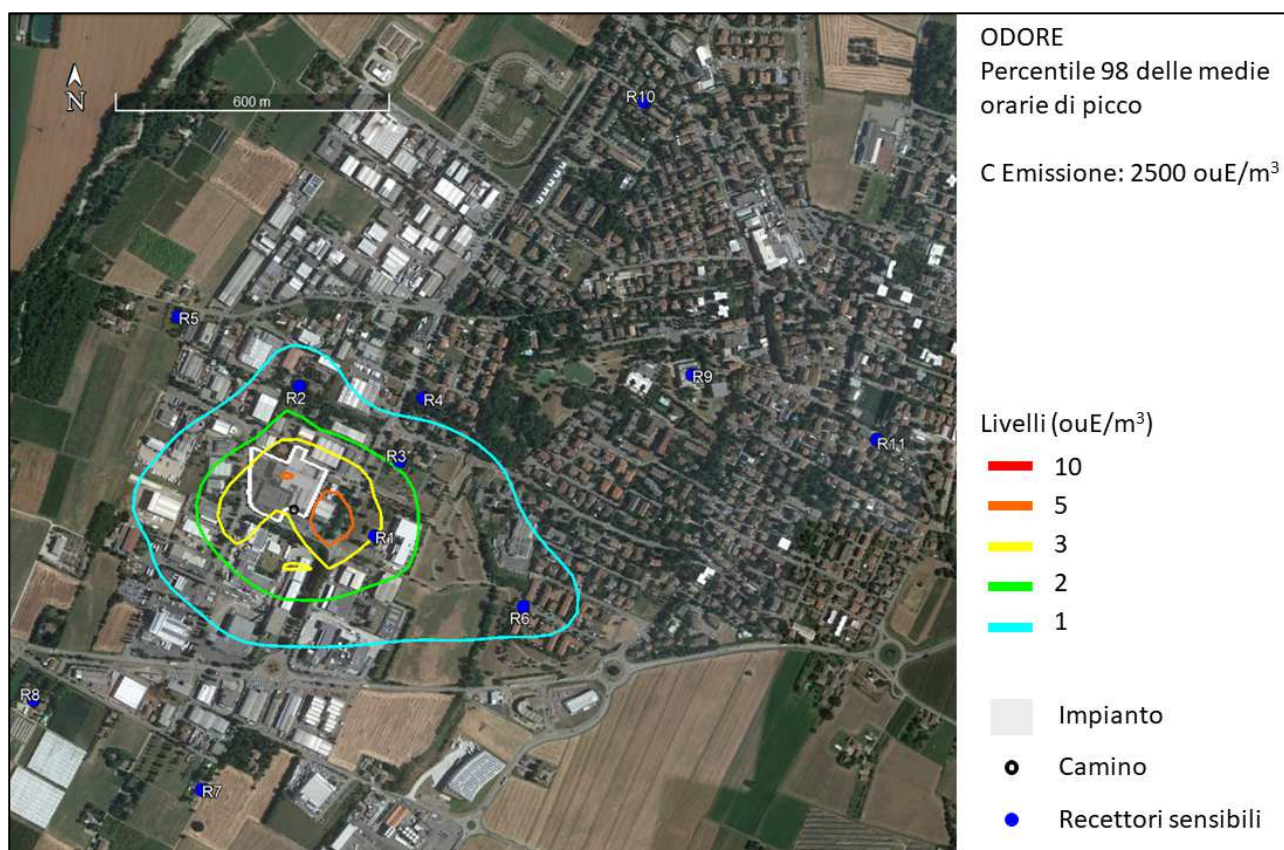 N
600 m
R10
R5
R9
R2
R4
R11
R3
R1
R6
R8
R7
ODORE
Percentile 98 delle medie
orarie di picco
C Emissione: 2500 ouE/m³
Livelli (ouE/m³)
10
5
3
2
1
Impianto
Camino
Recettori sensibili